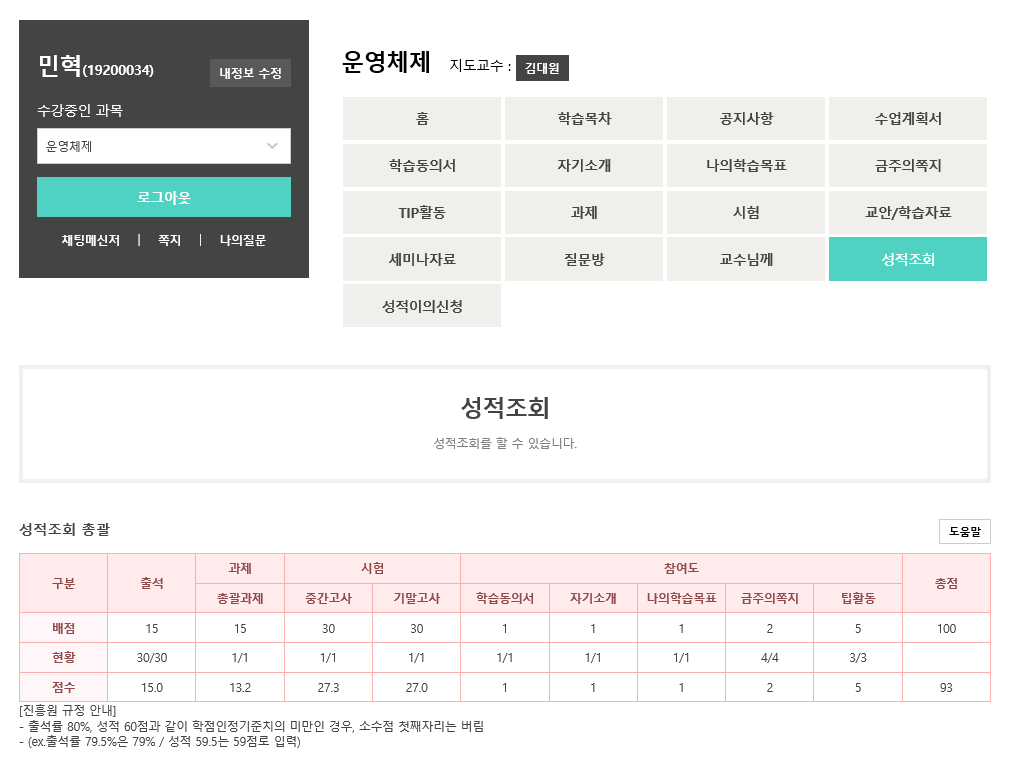 민혁(19200034) 내정보 수정
수강중인 과목
운영체제
로그아웃
채팅메신저 | 쪽지 | 나의질문
운영체제 지도교수 : 김대원
홈 학습목차 공지사항 수업계획서
학습동의서 자기소개 나의학습목표 금주의쪽지
TIP활동 과제 시험 교안/학습자료
세미나자료 질문방 교수님께 성적조회
성적이의신청
성적조회
성적조회를 할 수 있습니다.
성적조회 총괄 도움말
구분 출석 과제 시험 참여도 총점
총괄과제 중간고사 기말고사 학습동의서 자기소개 나의학습목표 금주의쪽지 팁활동
배점 15 15 30 30 1 1 1 2 5 100
현황 30/30 1/1 1/1 1/1 1/1 1/1 1/1 4/4 3/3
점수 15.0 13.2 27.3 27.0 1 1 1 2 5 93
[진흥원 규정 안내]
- 출석률 80%, 성적 60점과 같이 학점인정기준치의 미만인 경우, 소수점 첫째자리는 버림
- (ex.출석률 79.5%은 79% / 성적 59.5는 59점로 입력)